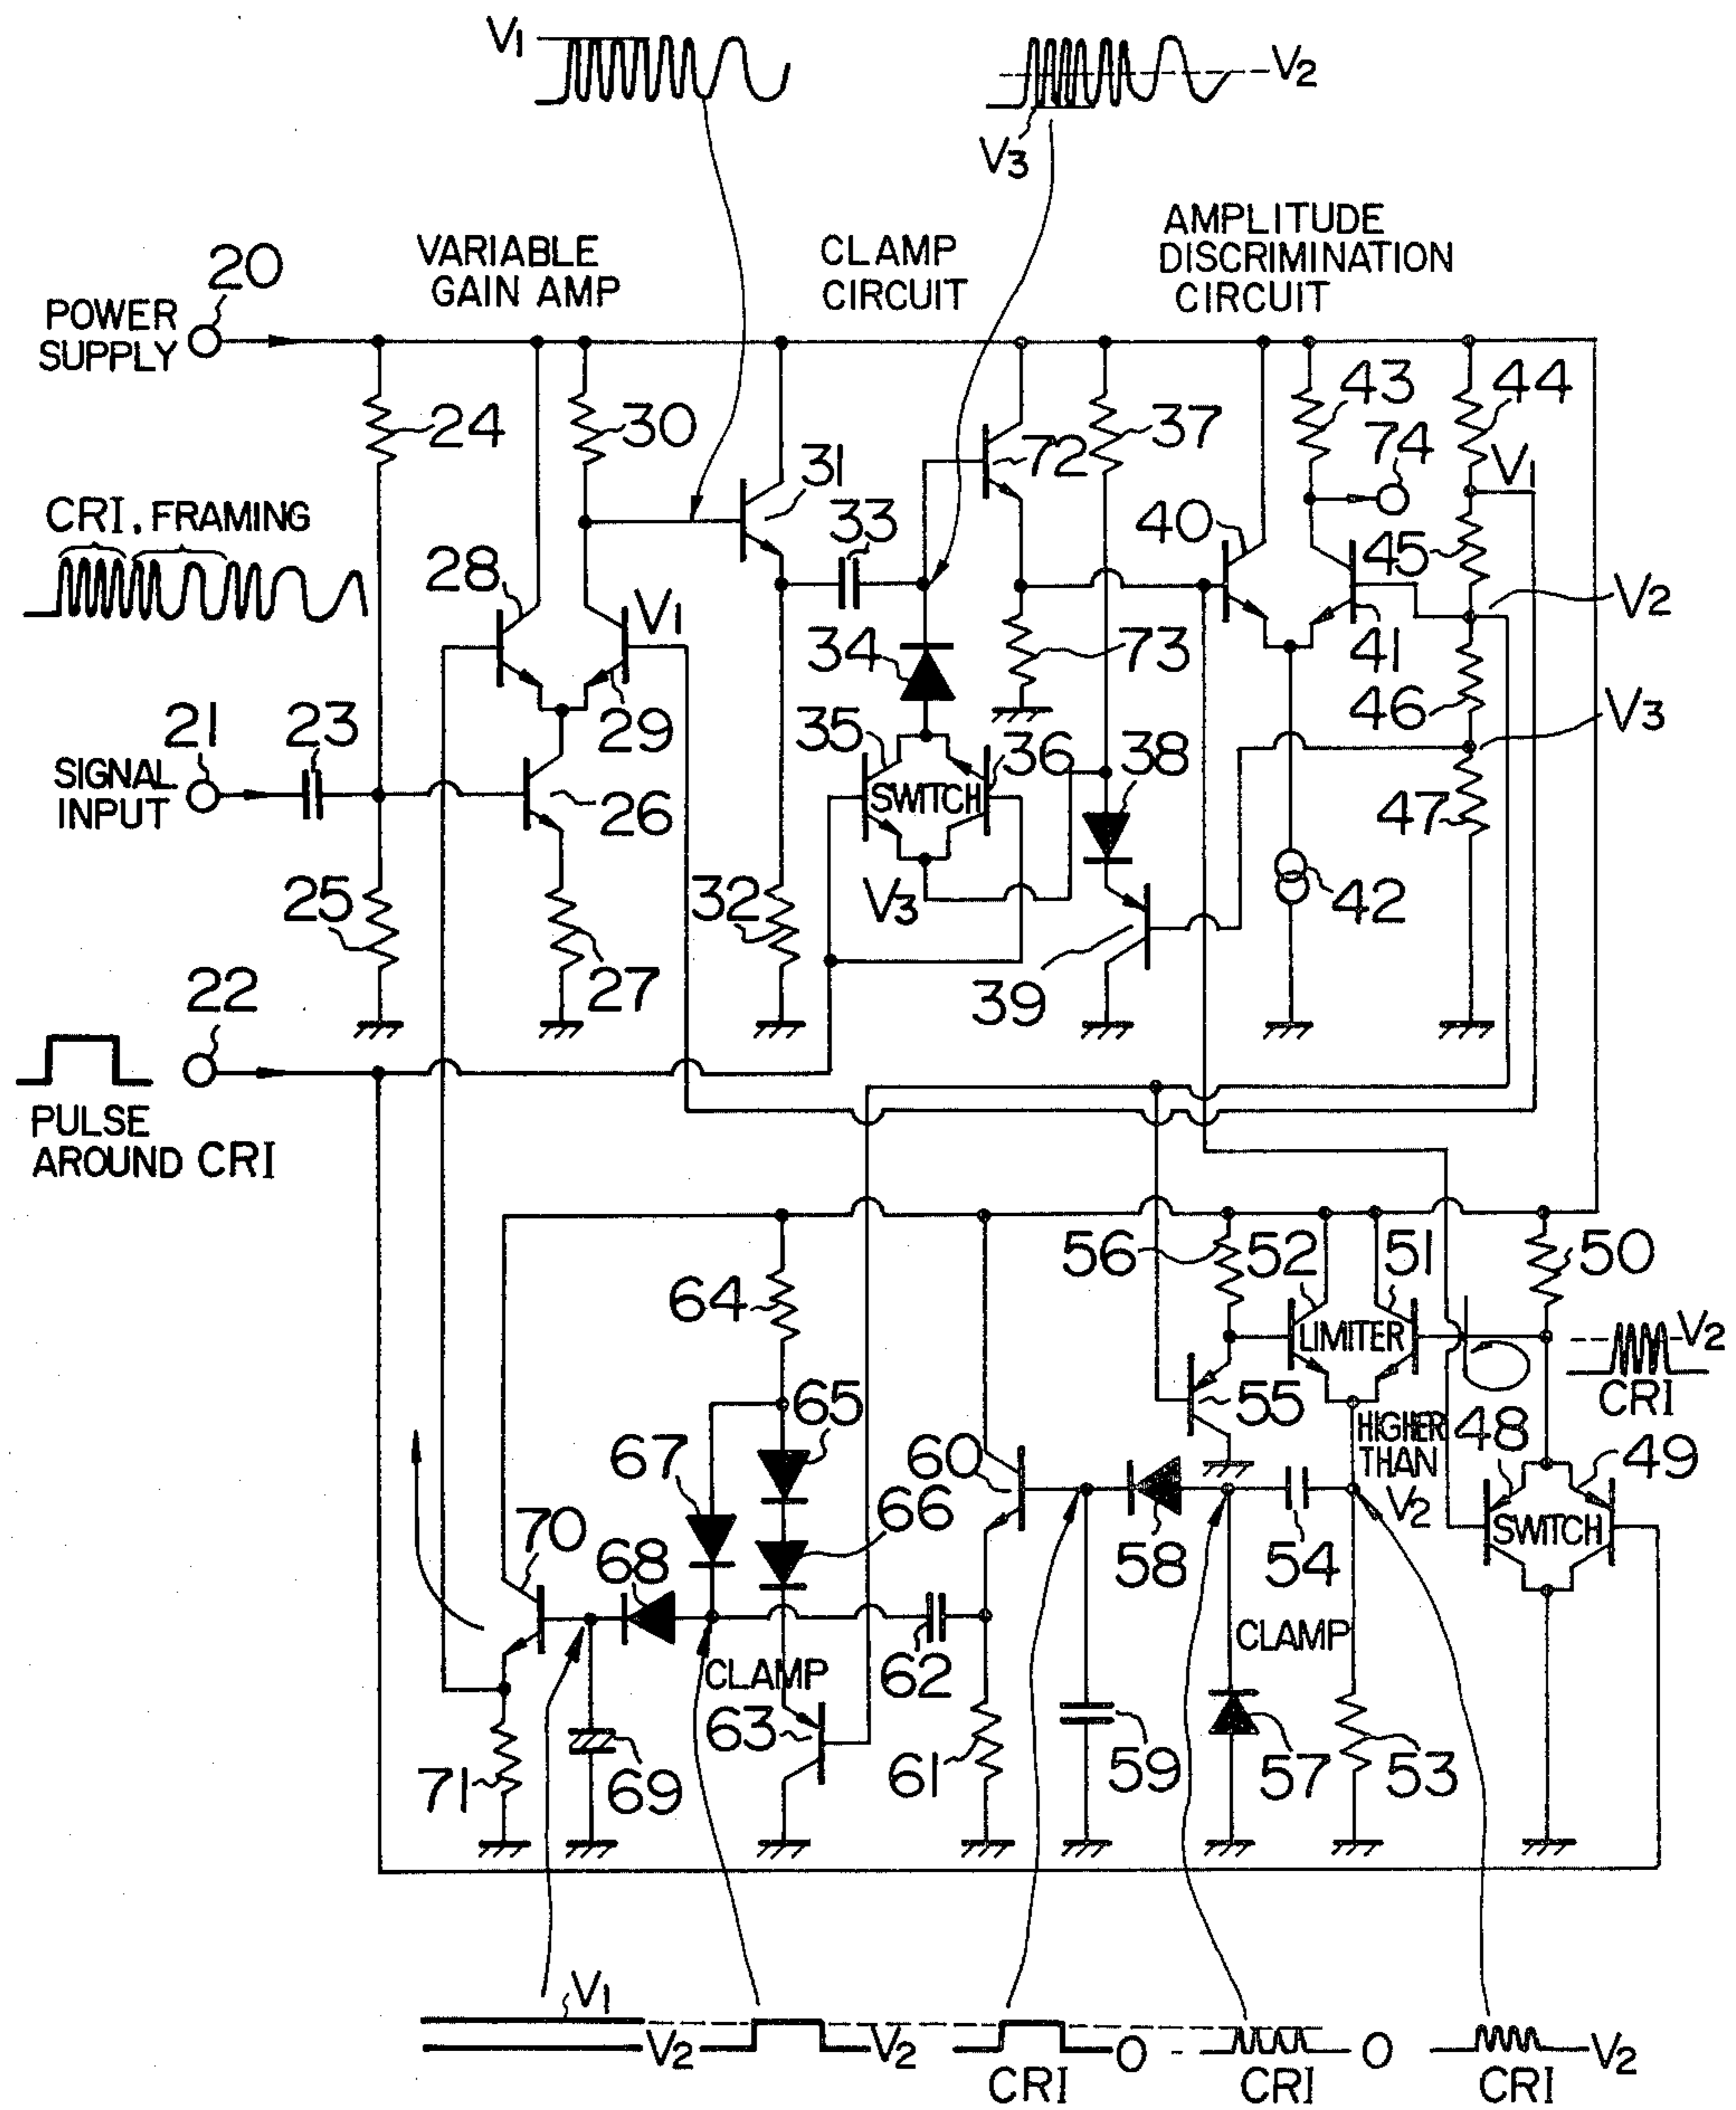 V1
V2
V3
VARIABLE
GAIN AMP
CLAMP
CIRCUIT
AMPLITUDE
DISCRIMINATION
CIRCUIT
20
POWER
SUPPLY
24
30
31
33
72
37
43
44
74
V1
CRI, FRAMING
28
V1
40
45
V2
34
73
41
46
V3
21
23
29
35
36
38
SIGNAL
INPUT
26
SWITCH
47
25
27
32
V3
39
42
22
PULSE
AROUND CRI
56
52
51
50
64
LIMITER
V2
CRI
65
55
HIGHER
THAN
V2
48
49
67
60
66
SWITCH
70
68
58
54
CLAMP
62
CLAMP
63
71
69
61
59
57
53
V1
V2
V2
O
O
V2
CRI
CRI
CRI